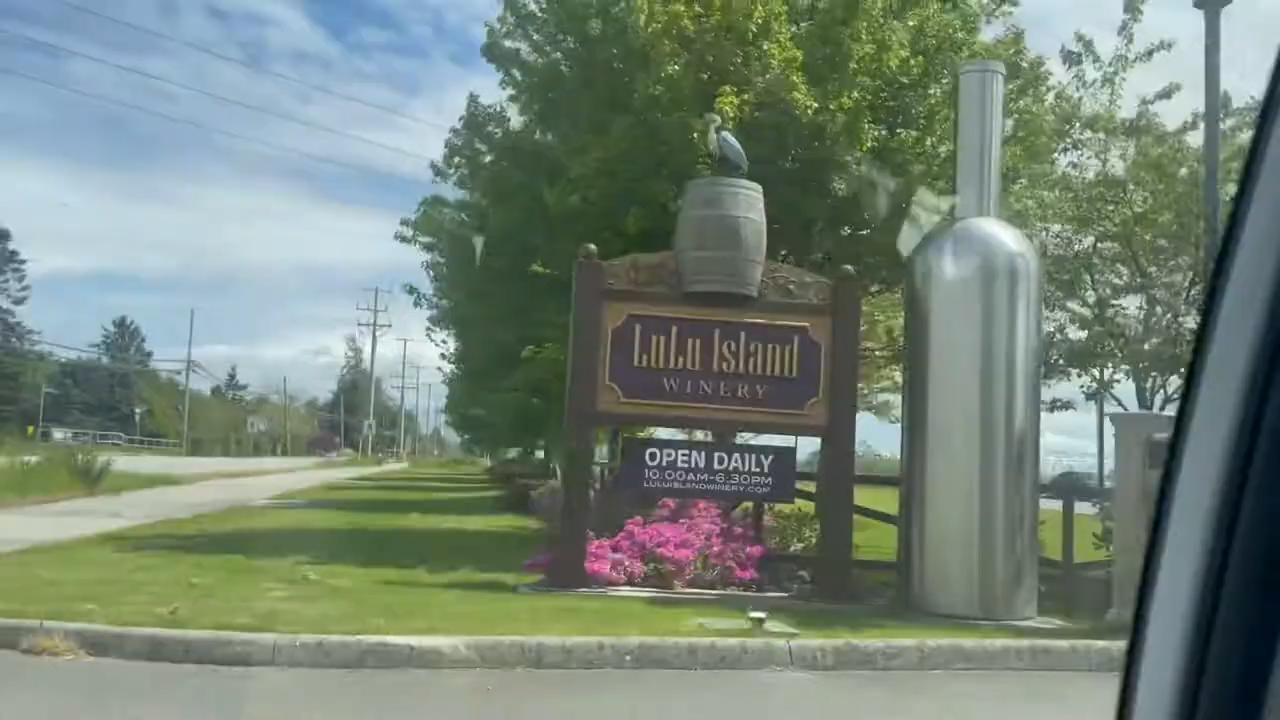 LuLu Island
WINERY
OPEN DAILY
10:00AM-6:30PM
LULUISLANDWINERY.COM